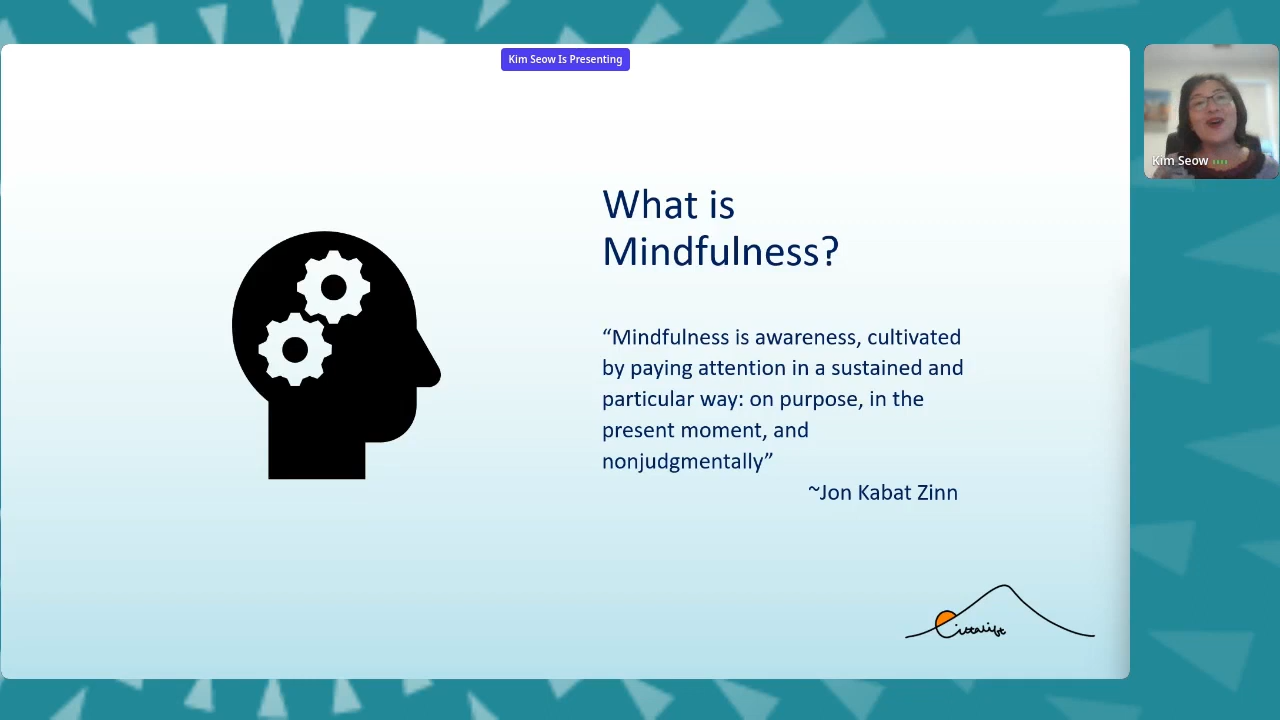 Kim Seow Is Presenting
Kim Seow
What is
Mindfulness?
“Mindfulness is awareness, cultivated
by paying attention in a sustained and
particular way: on purpose, in the
present moment, and
nonjudgmentally”
~Jon Kabat Zinn
Cittalift